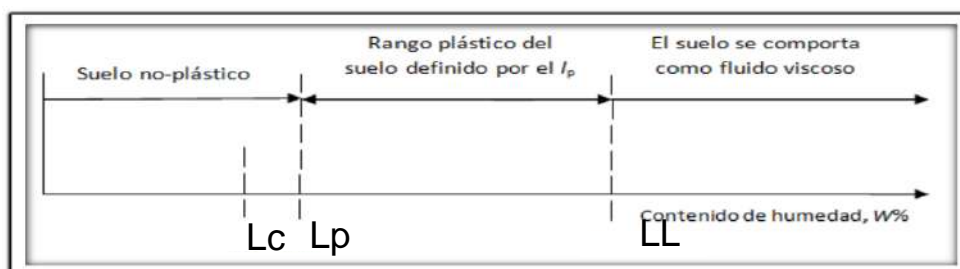 Suelo no-plástico
Rango plástico del
suelo definido por el Ip
El suelo se comporta
como fluido viscoso
Contenido de humedad, W%
Lc Lp LL